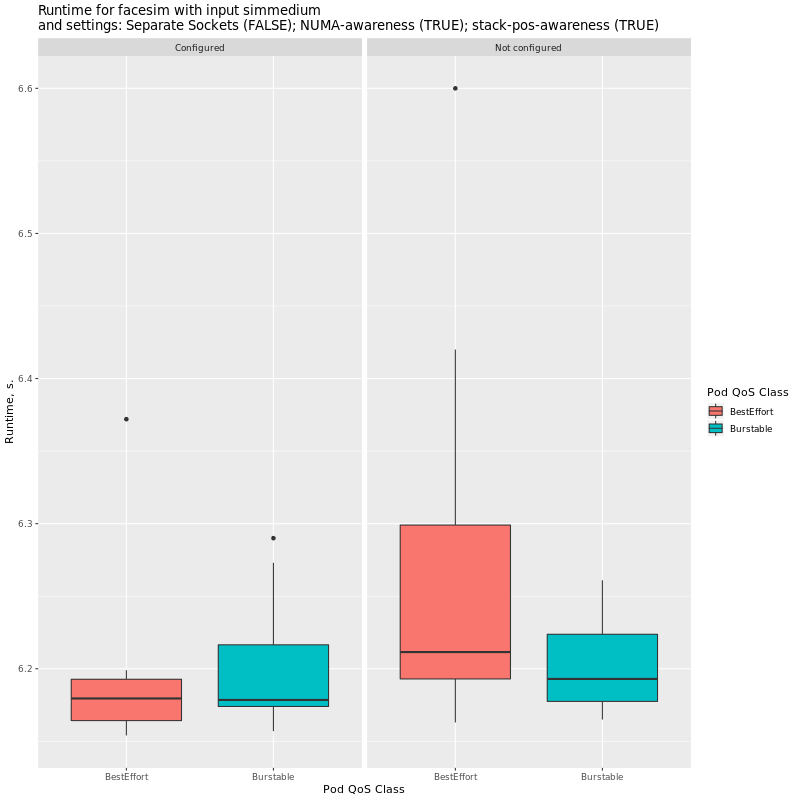 Runtime for facesim with input simmedium
and settings: Separate Sockets (FALSE); NUMA-awareness (TRUE); stack-pos-awareness (TRUE)
Configured
Not configured
6.6
6.5
6.4
6.3
6.2
Runtime, s.
BestEffort
Burstable
BestEffort
Burstable
Pod QoS Class
Pod QoS Class
BestEffort
Burstable